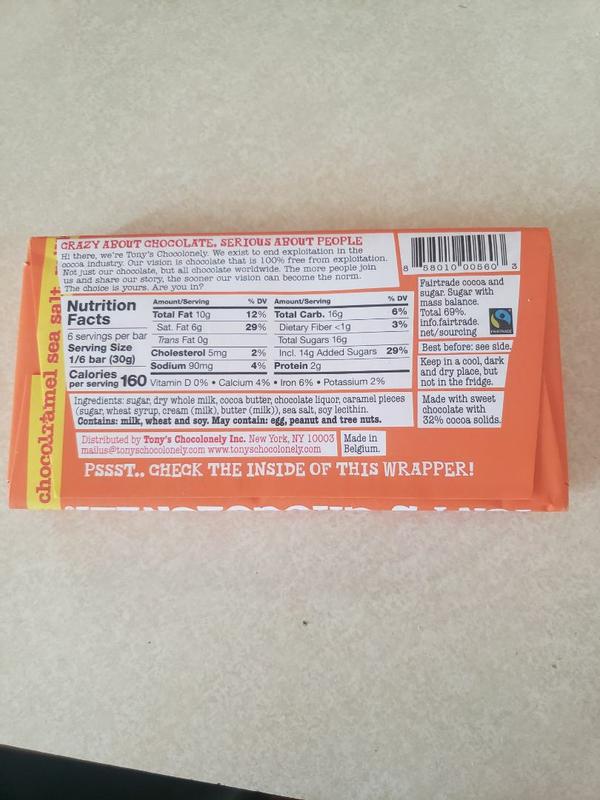 chocolramel sea salt
CRAZY ABOUT CHOCOLATE, SERIOUS ABOUT PEOPLE
Hi there, we're Tony's Chocolonely. We exist to end exploitation in the
cocoa industry. Our vision is chocolate that is 100% free from exploitation.
Not just our chocolate, but all chocolate worldwide. The more people join
us and share our story, the sooner our vision can become the norm.
The choice is yours. Are you in?
8 58010 00560 3
Nutrition
Facts
6 servings per bar
Serving Size
1/6 bar (30g)
Calories
per serving 160
Amount/Serving % DV
Total Fat 10g 12%
Sat. Fat 6g 29%
Trans Fat 0g
Cholesterol 5mg 2%
Sodium 90mg 4%
Amount/Serving % DV
Total Carb. 16g 6%
Dietary Fiber <1g 3%
Total Sugars 16g
Incl. 14g Added Sugars 29%
Protein 2g
Vitamin D 0% • Calcium 4% • Iron 6% • Potassium 2%
Ingredients: sugar, dry whole milk, cocoa butter, chocolate liquor, caramel pieces
(sugar, wheat syrup, cream (milk), butter (milk)), sea salt, soy lecithin.
Contains: milk, wheat and soy. May contain: egg, peanut and tree nuts.
Distributed by Tony's Chocolonely Inc. New York, NY 10003
mailus@tonyschocolonely.com www.tonyschocolonely.com
Made in
Belgium.
PSSST.. CHECK THE INSIDE OF THIS WRAPPER!
Fairtrade cocoa and
sugar. Sugar with
mass balance.
Total 69%.
info.fairtrade.
net/sourcing
FAIRTRADE
Best before: see side.
Keep in a cool, dark
and dry place, but
not in the fridge.
Made with sweet
chocolate with
32% cocoa solids.